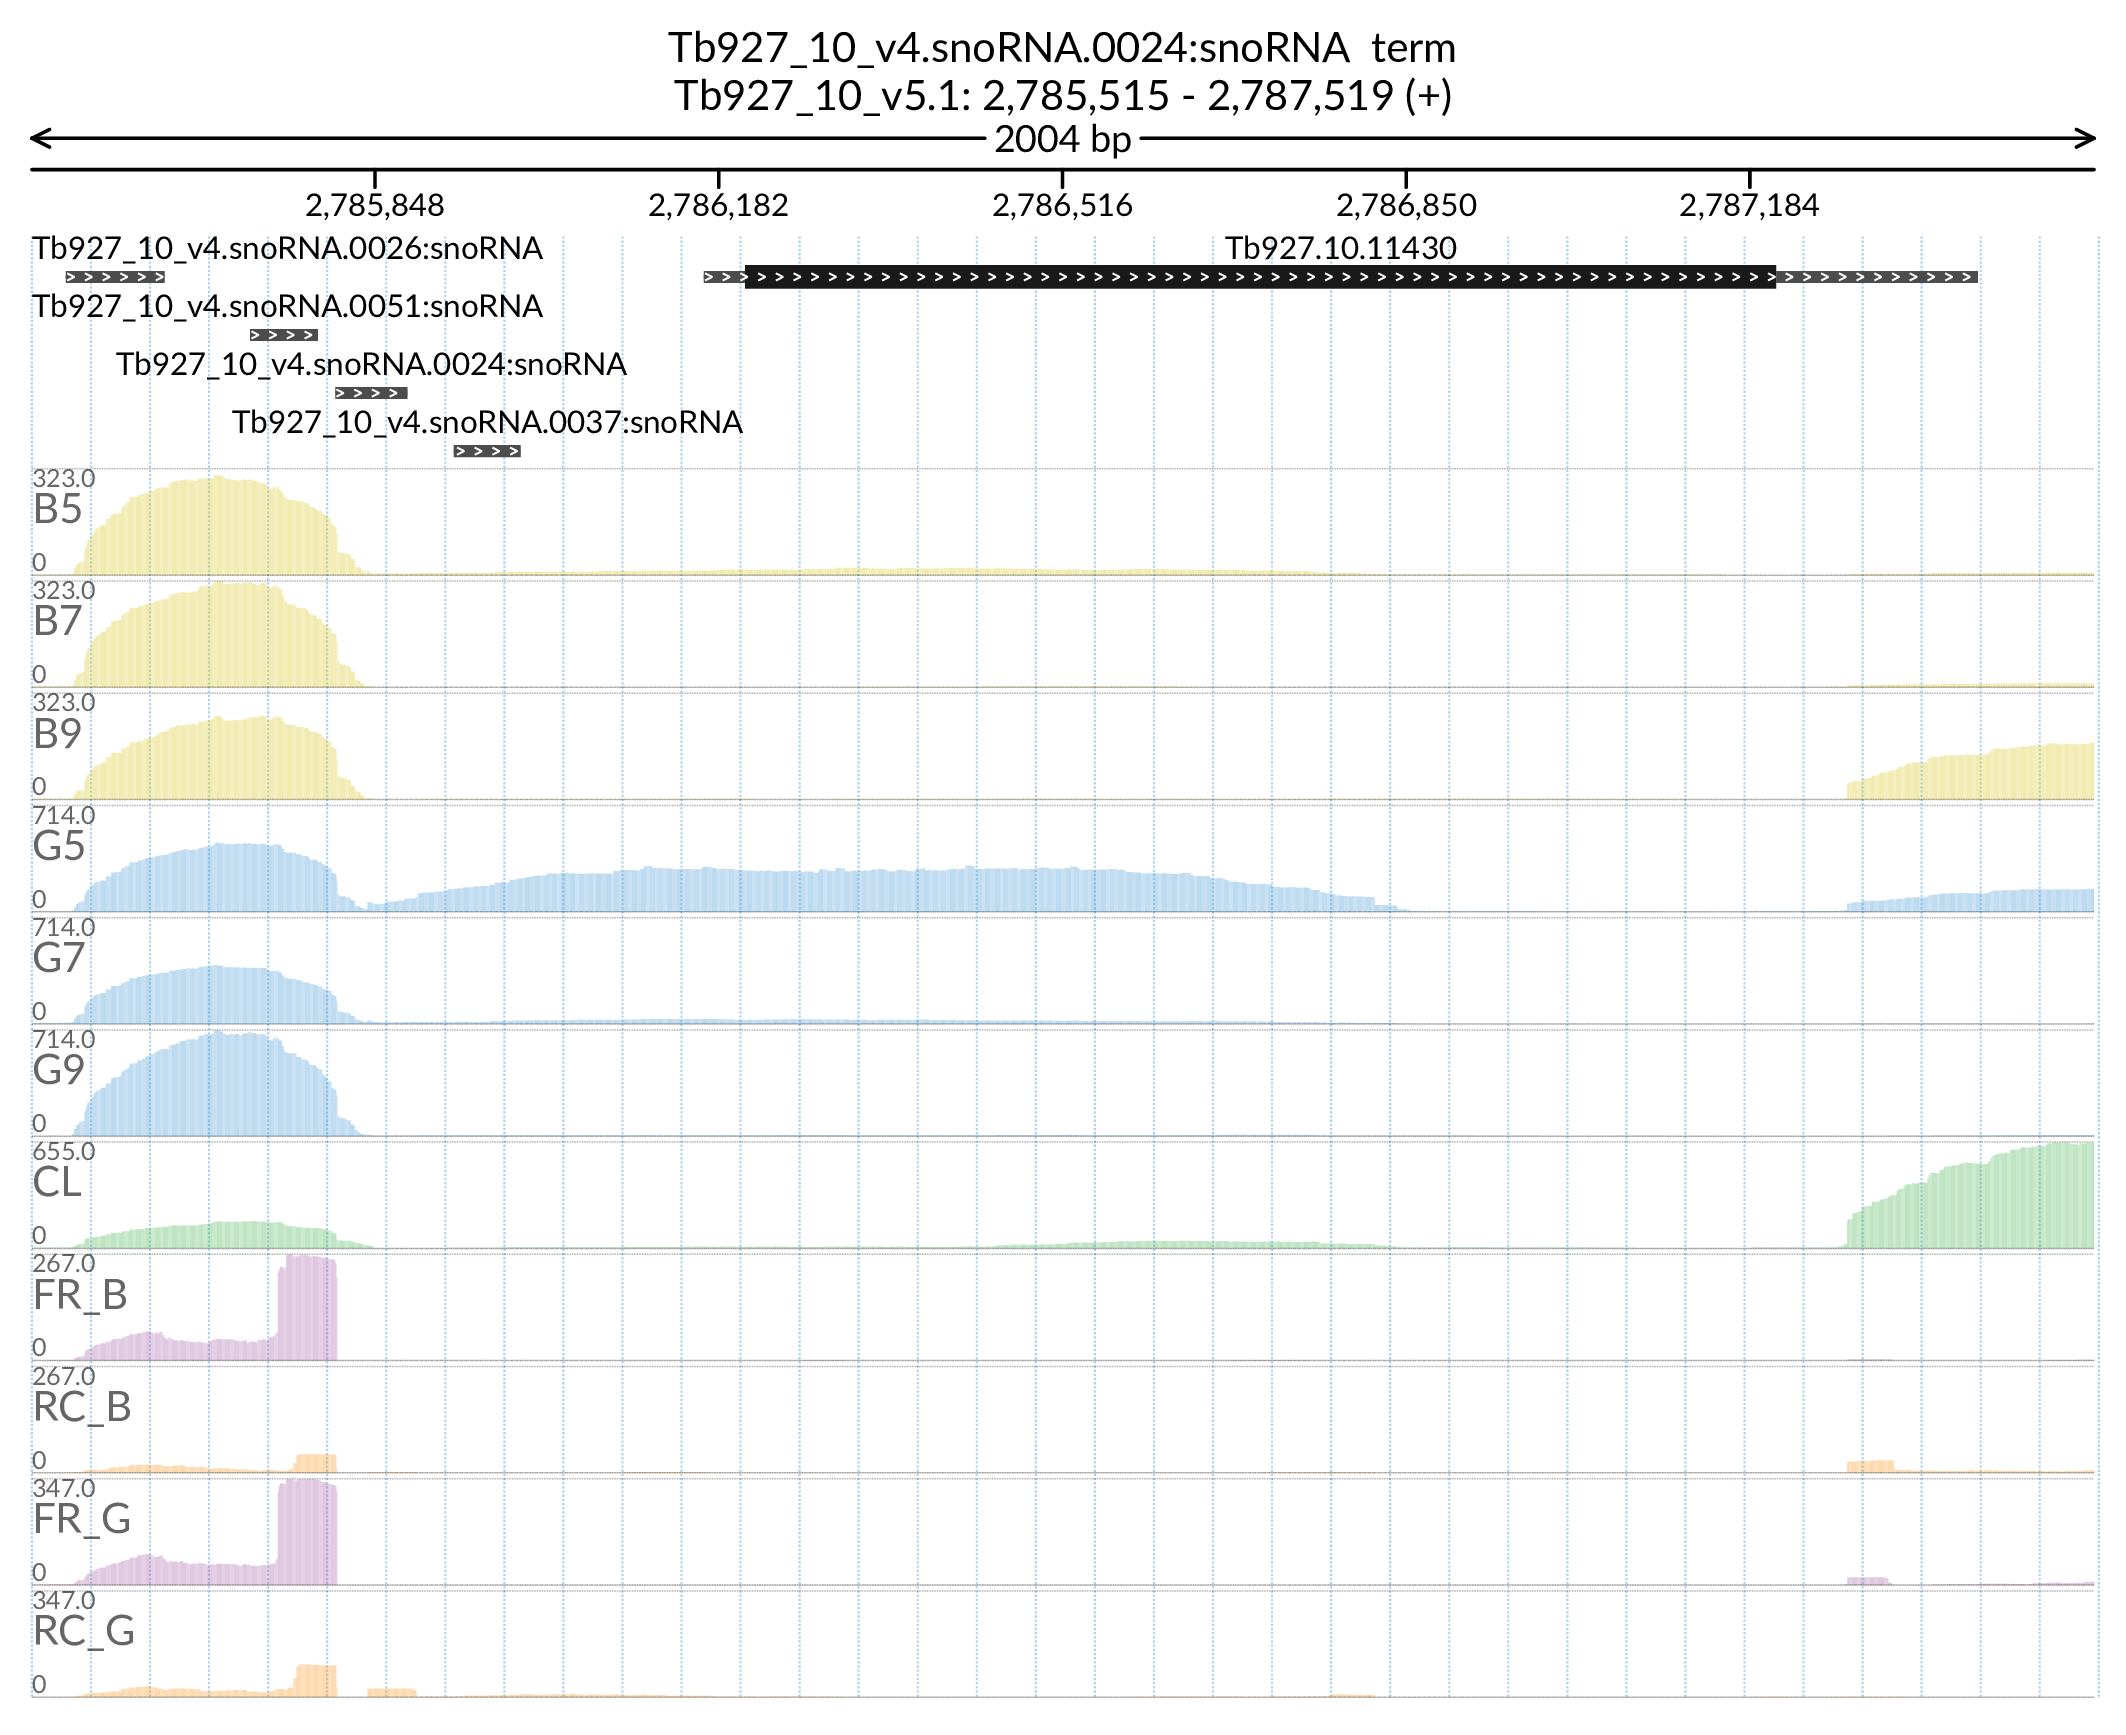 Tb927_10_v4.snoRNA.0024:snoRNA term
Tb927_10_v5.1: 2,785,515 - 2,787,519 (+)
2004 bp
2,785,848 2,786,182 2,786,516 2,786,850 2,787,184
Tb927_10_v4.snoRNA.0026:snoRNA Tb927.10.11430
Tb927_10_v4.snoRNA.0051:snoRNA
Tb927_10_v4.snoRNA.0024:snoRNA
Tb927_10_v4.snoRNA.0037:snoRNA
323.0
B5
0
323.0
B7
0
323.0
B9
0
714.0
G5
0
714.0
G7
0
714.0
G9
0
655.0
CL
0
267.0
FR_B
0
267.0
RC_B
0
347.0
FR_G
0
347.0
RC_G
0